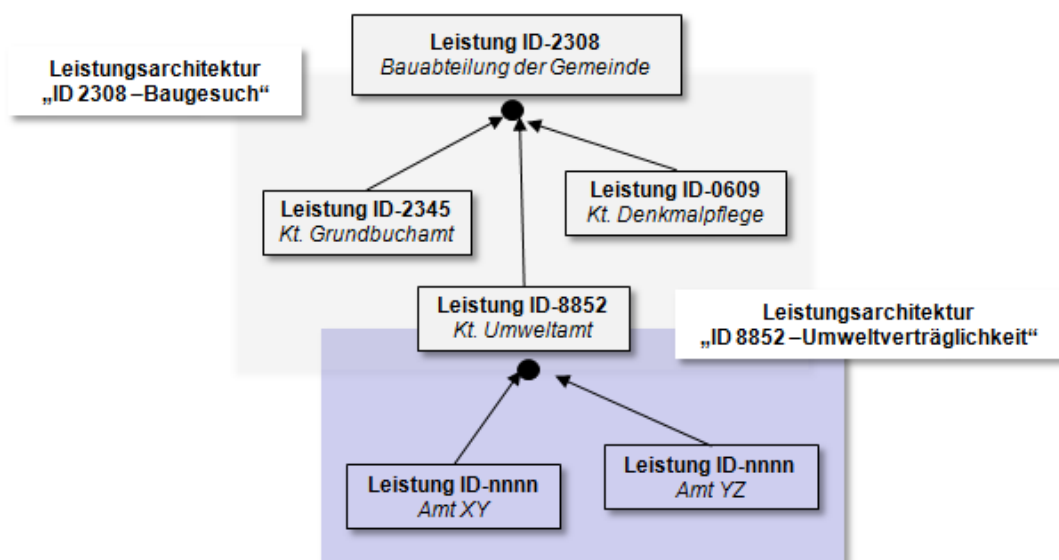 Leistung ID-2308
Bauabteilung der Gemeinde
Leistungsarchitektur
„ID 2308 –Baugesuch“
Leistung ID-2345
Kt. Grundbuchamt
Leistung ID-0609
Kt. Denkmalpflege
Leistung ID-8852
Kt. Umweltamt
Leistungsarchitektur
„ID 8852 –Umweltverträglichkeit“
Leistung ID-nnnn
Amt XY
Leistung ID-nnnn
Amt YZ